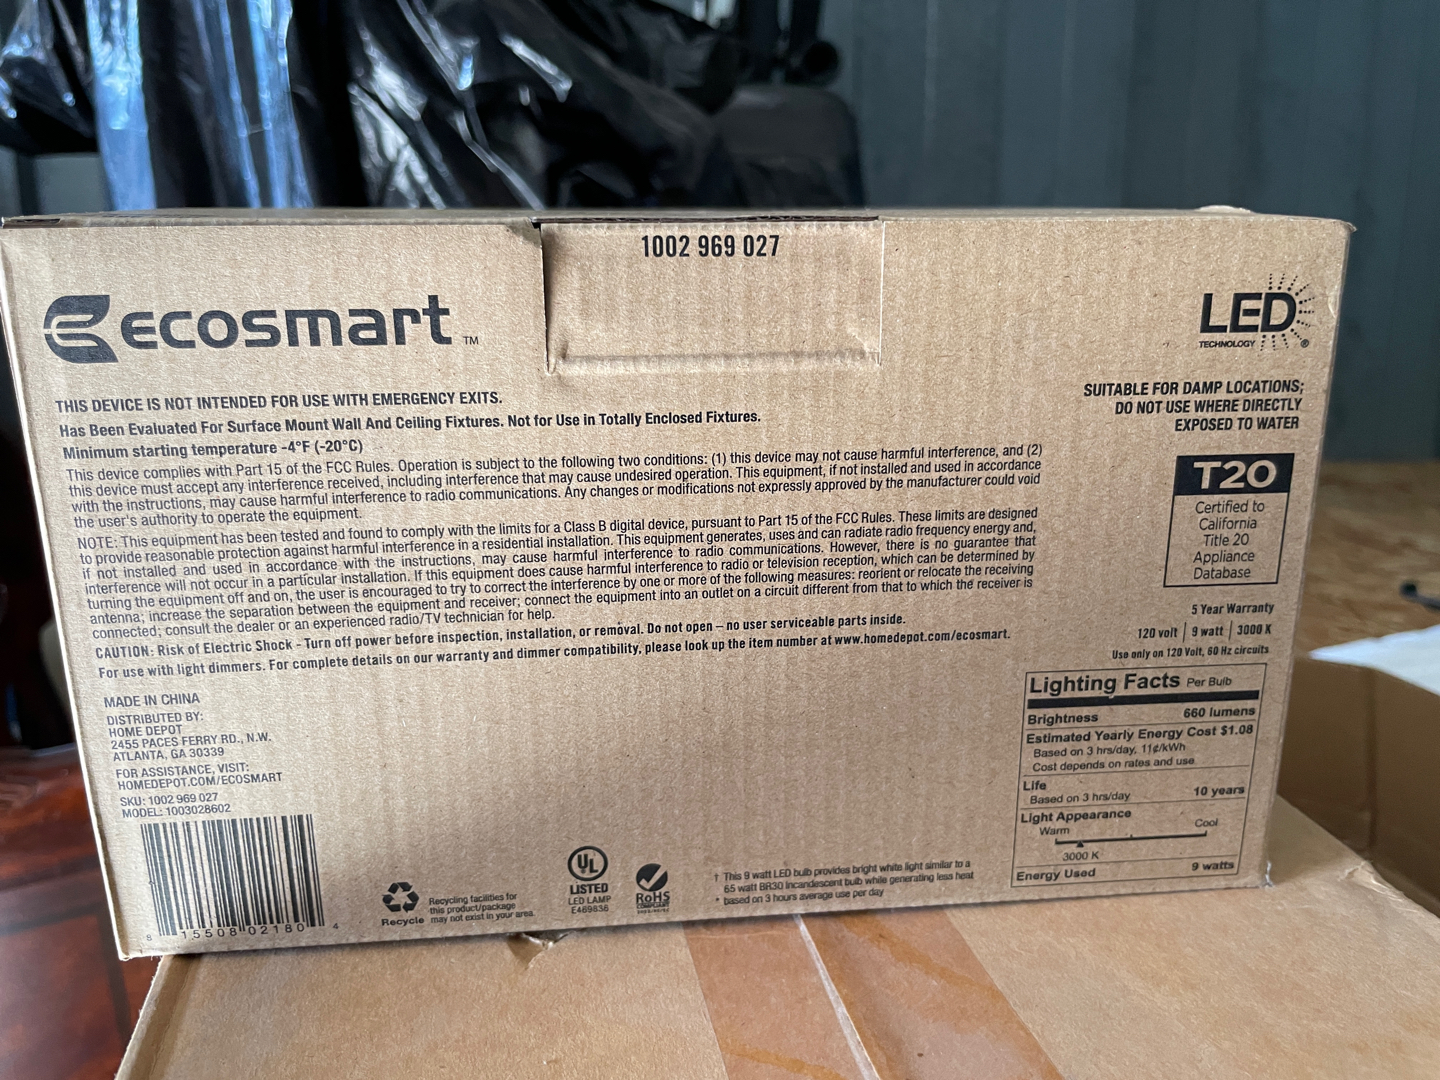 1002 969 027
ECOSMART TM
LED
TECHNOLOGY ®
THIS DEVICE IS NOT INTENDED FOR USE WITH EMERGENCY EXITS.
Has Been Evaluated For Surface Mount Wall And Ceiling Fixtures. Not for Use in Totally Enclosed Fixtures.
Minimum starting temperature -4°F (-20°C)
This device complies with Part 15 of the FCC Rules. Operation is subject to the following two conditions: (1) this device may not cause harmful interference, and (2)
this device must accept any interference received, including interference that may cause undesired operation. This equipment, if not installed and used in accordance
with the instructions, may cause harmful interference to radio communications. Any changes or modifications not expressly approved by the manufacturer could void
the user's authority to operate the equipment.
NOTE: This equipment has been tested and found to comply with the limits for a Class B digital device, pursuant to Part 15 of the FCC Rules. These limits are designed
to provide reasonable protection against harmful interference in a residential installation. This equipment generates, uses and can radiate radio frequency energy and,
if not installed and used in accordance with the instructions, may cause harmful interference to radio communications. However, there is no guarantee that
interference will not occur in a particular installation. If this equipment does cause harmful interference to radio or television reception, which can be determined by
turning the equipment off and on, the user is encouraged to try to correct the interference by one or more of the following measures: reorient or relocate the receiving
antenna; increase the separation between the equipment and receiver; connect the equipment into an outlet on a circuit different from that to which the receiver is
connected; consult the dealer or an experienced radio/TV technician for help.
CAUTION: Risk of Electric Shock - Turn off power before inspection, installation, or removal. Do not open – no user serviceable parts inside.
For use with light dimmers. For complete details on our warranty and dimmer compatibility, please look up the item number at www.homedepot.com/ecosmart.
SUITABLE FOR DAMP LOCATIONS;
DO NOT USE WHERE DIRECTLY
EXPOSED TO WATER
T20
Certified to
California
Title 20
Appliance
Database
5 Year Warranty
120 volt | 9 watt | 3000 K
Use only on 120 Volt, 60 Hz circuits
Lighting Facts Per Bulb
Brightness 660 lumens
Estimated Yearly Energy Cost $1.08
Based on 3 hrs/day, 11¢/kWh
Cost depends on rates and use
Life
Based on 3 hrs/day 10 years
Light Appearance
Warm Cool
3000 K
Energy Used 9 watts
MADE IN CHINA
DISTRIBUTED BY:
HOME DEPOT
2455 PACES FERRY RD., N.W.
ATLANTA, GA 30339
FOR ASSISTANCE, VISIT:
HOMEDEPOT.COM/ECOSMART
SKU: 1002 969 027
MODEL: 1003028602
8 15508 02180 4
Recycle
Recycling facilities for
this product/package
may not exist in your area.
UL
LISTED
LED LAMP
E469836
RoHS
COMPLIANT
† This 9 watt LED bulb provides bright white light similar to a
65 watt BR30 incandescent bulb while generating less heat
* based on 3 hours average use per day